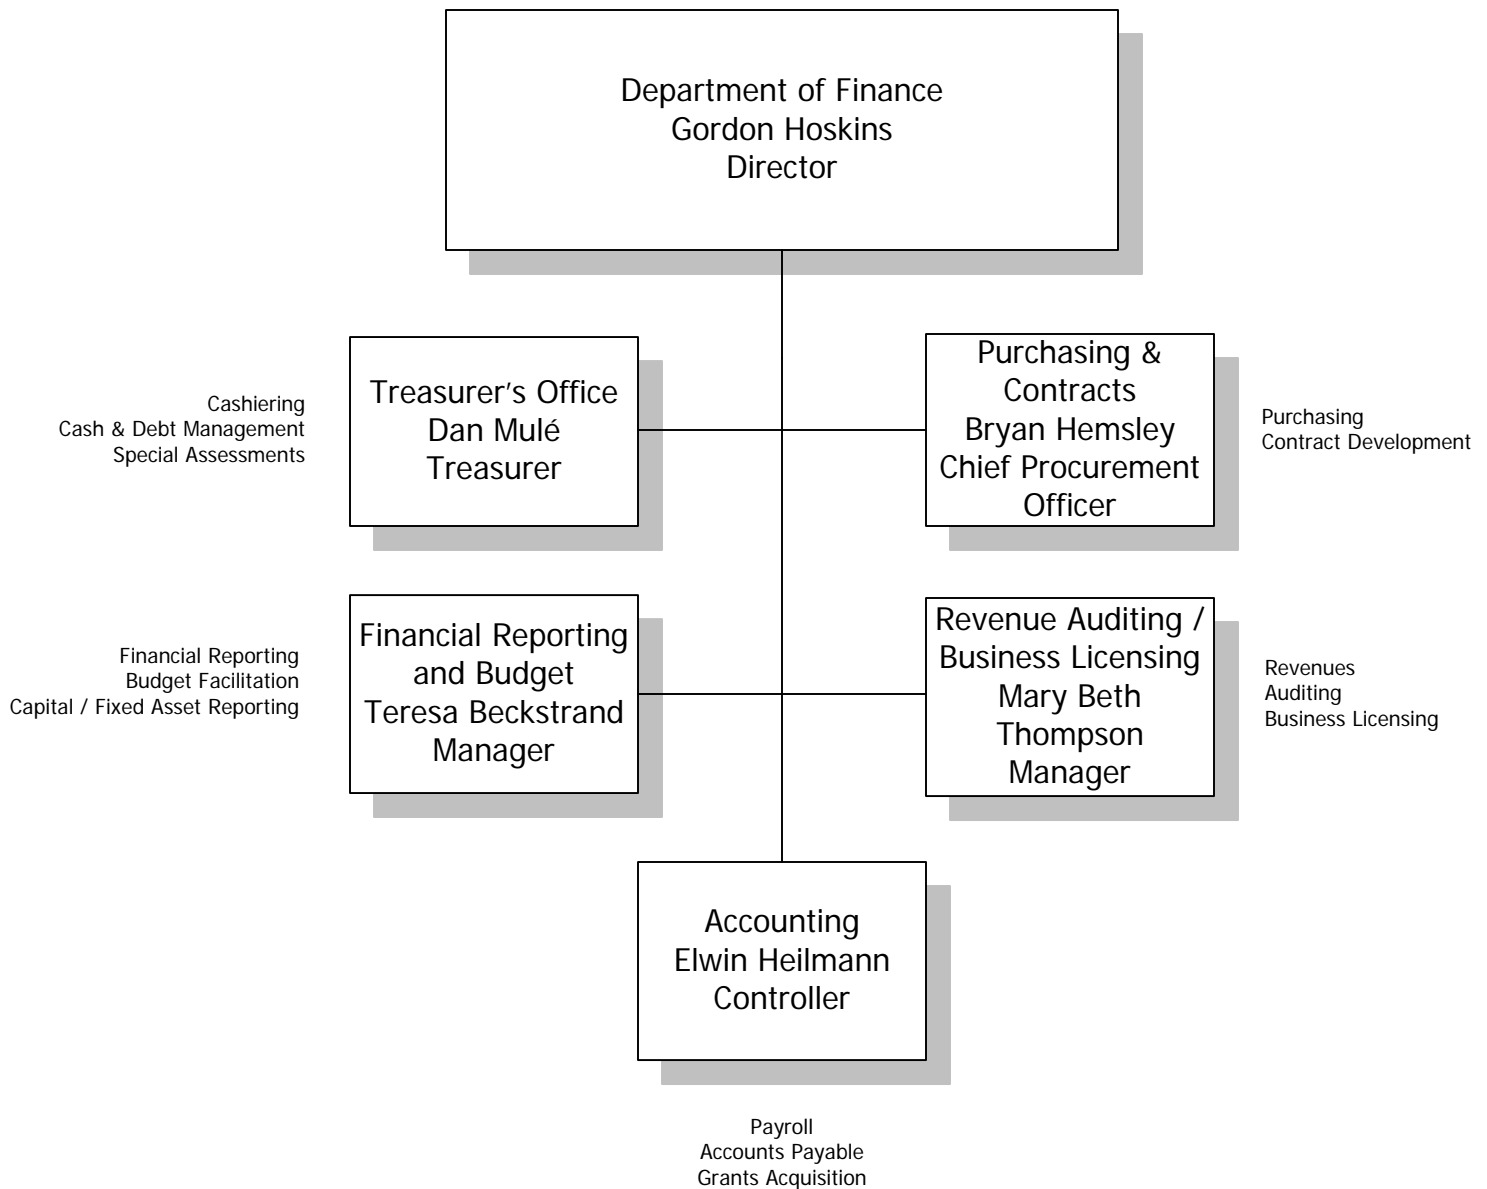 Department of Finance
Gordon Hoskins
Director
Cashiering
Cash & Debt Management
Special Assessments
Treasurer's Office
Dan Mulé
Treasurer
Purchasing &
Contracts
Bryan Hemsley
Chief Procurement
Officer
Purchasing
Contract Development
Financial Reporting
Budget Facilitation
Capital / Fixed Asset Reporting
Financial Reporting
and Budget
Teresa Beckstrand
Manager
Revenue Auditing /
Business Licensing
Mary Beth
Thompson
Manager
Revenues
Auditing
Business Licensing
Accounting
Elwin Heilmann
Controller
Payroll
Accounts Payable
Grants Acquisition